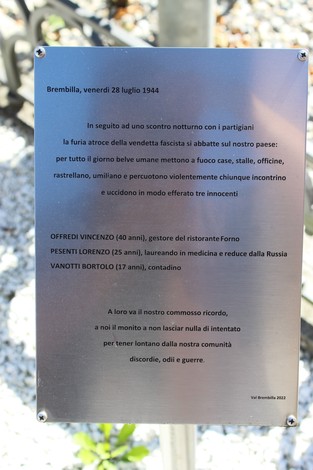 Brembilla, venerdì 28 luglio 1944
In seguito ad uno scontro notturno con i partigiani
la furia atroce della vendetta fascista si abbatte sul nostro paese:
per tutto il giorno belve umane mettono a fuoco case, stalle, officine,
rastrellano, umiliano e percuotono violentemente chiunque incontrino
e uccidono in modo efferato tre innocenti
OFFREDI VINCENZO (40 anni), gestore del ristorante Forno
PESENTI LORENZO (25 anni), laureando in medicina e reduce dalla Russia
VANOTTI BORTOLO (17 anni), contadino
A loro va il nostro commosso ricordo,
a noi il monito a non lasciar nulla di intentato
per tener lontano dalla nostra comunità
discordie, odii e guerre.
Val Brembilla 2022